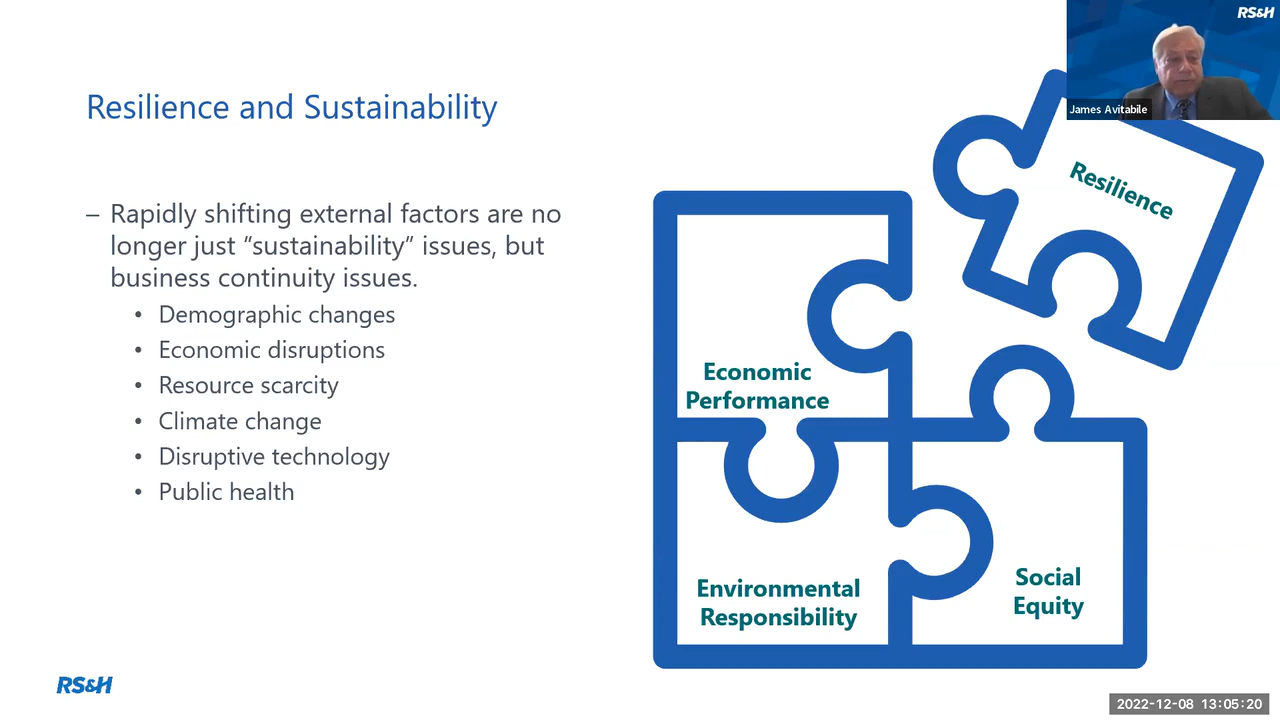 RS&H
James Avitabile
Resilience and Sustainability
– Rapidly shifting external factors are no
longer just “sustainability” issues, but
business continuity issues.
• Demographic changes
• Economic disruptions
• Resource scarcity
• Climate change
• Disruptive technology
• Public health
Resilience
Economic
Performance
Environmental
Responsibility
Social
Equity
RS&H
2022-12-08 13:05:20